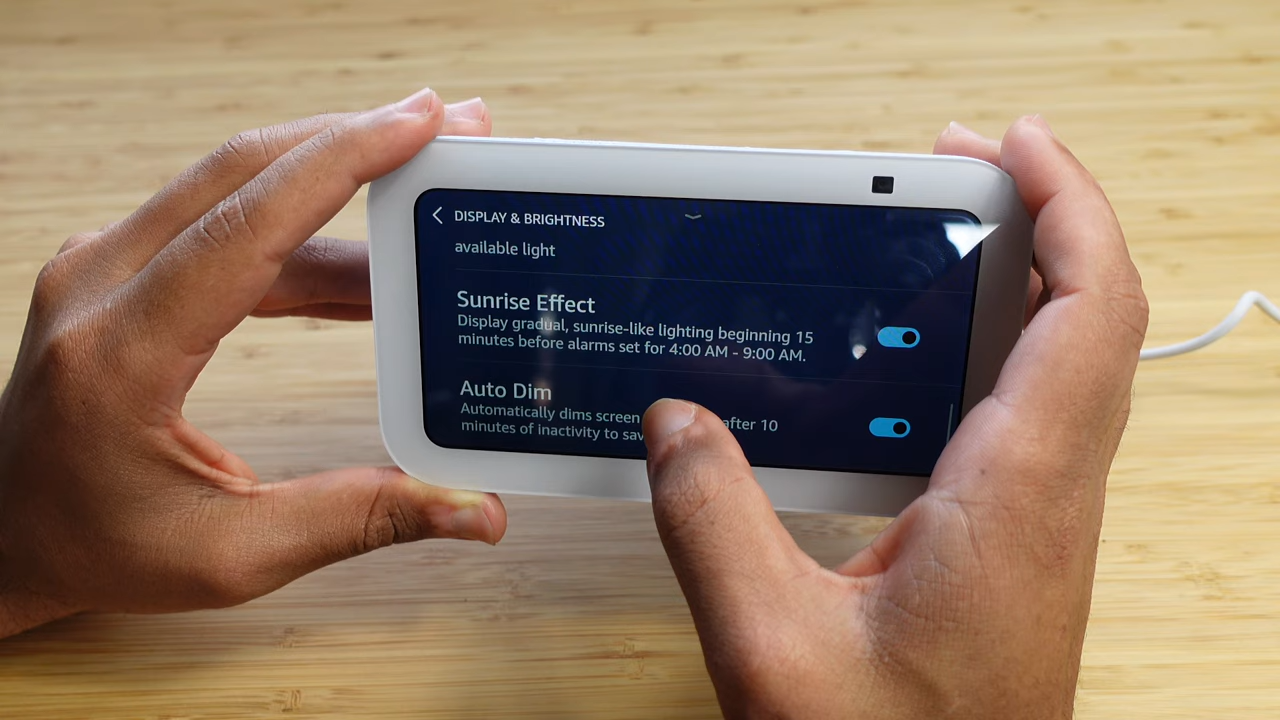 DISPLAY & BRIGHTNESS
available light
Sunrise Effect
Display gradual, sunrise-like lighting beginning 15
minutes before alarms set for 4:00 AM - 9:00 AM.
Auto Dim
Automatically dims screen after 10
minutes of inactivity to